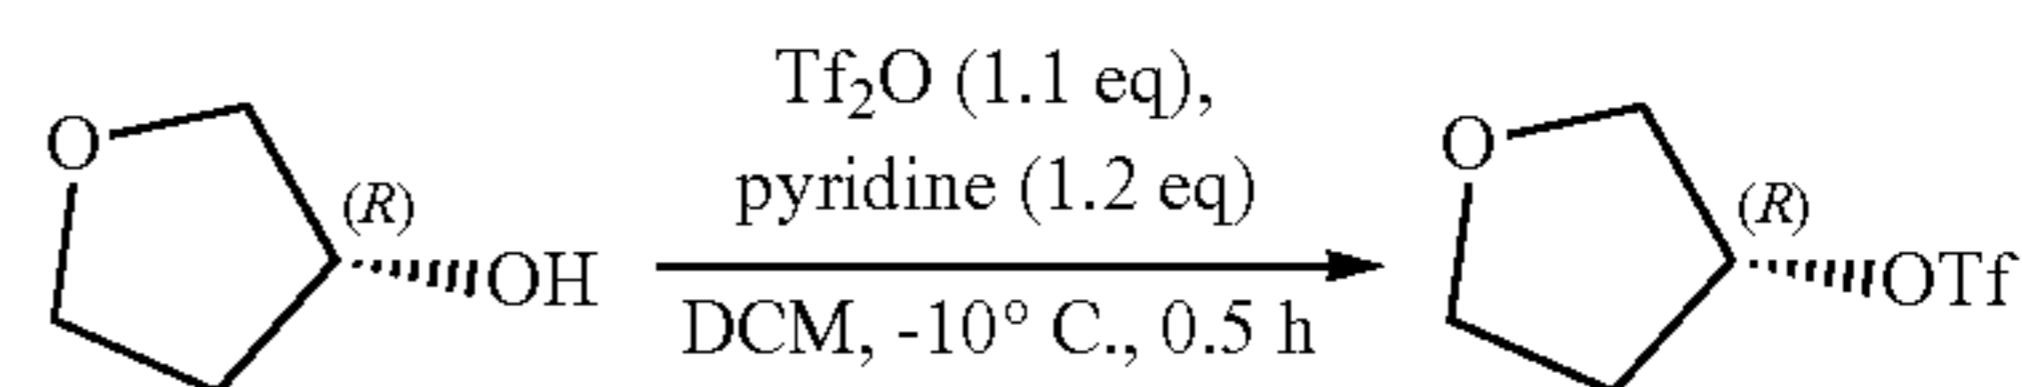 Tf₂O (1.1 eq),
pyridine (1.2 eq)
DCM, -10° C., 0.5 h
O
(R)
OH
O
(R)
OTf